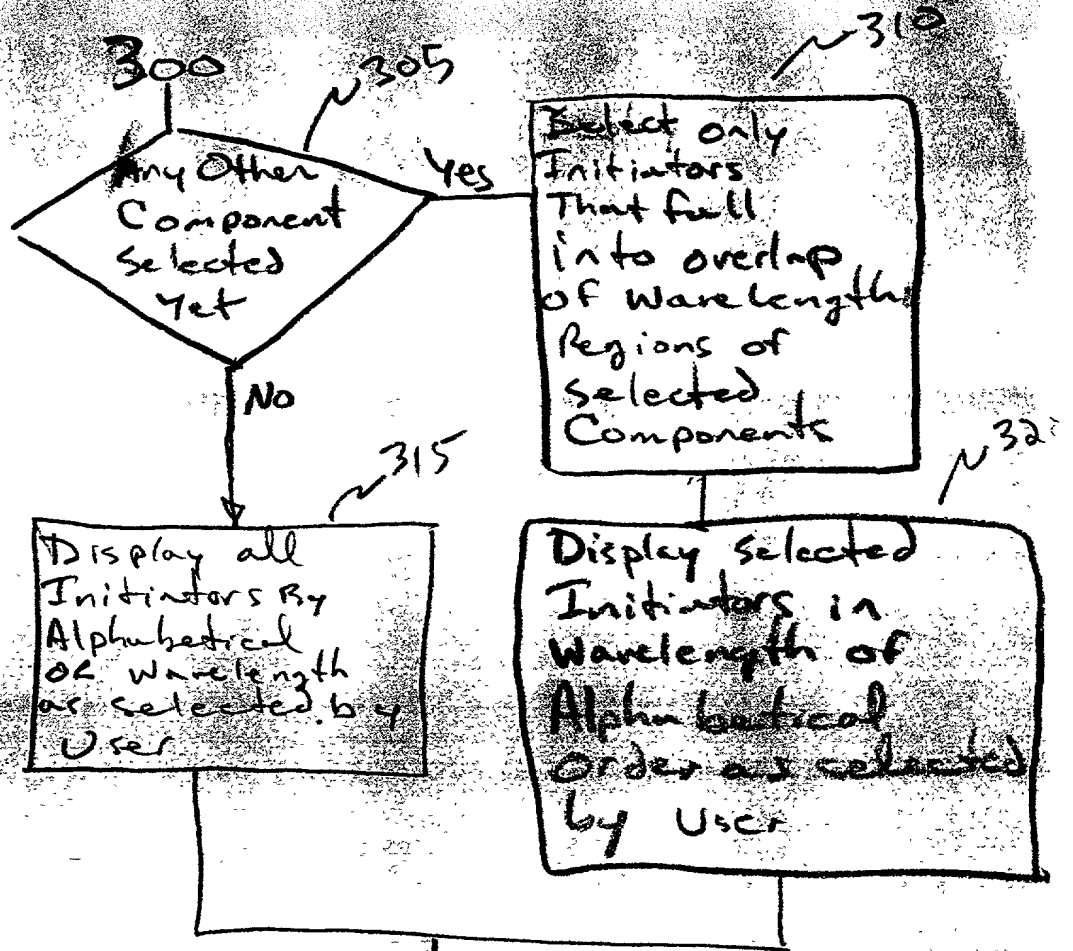 300
305
Any Other
Component
Selected
Yet
Yes
No
310
Select only
Initiators
That fall
into overlap
of Wavelength
Regions of
selected
Components
315
Display all
Initiators By
Alphabetical
or wavelength
as selected by
User
32
Display selected
Initiators in
Wavelength of
Alphabetical
order as selected
by User